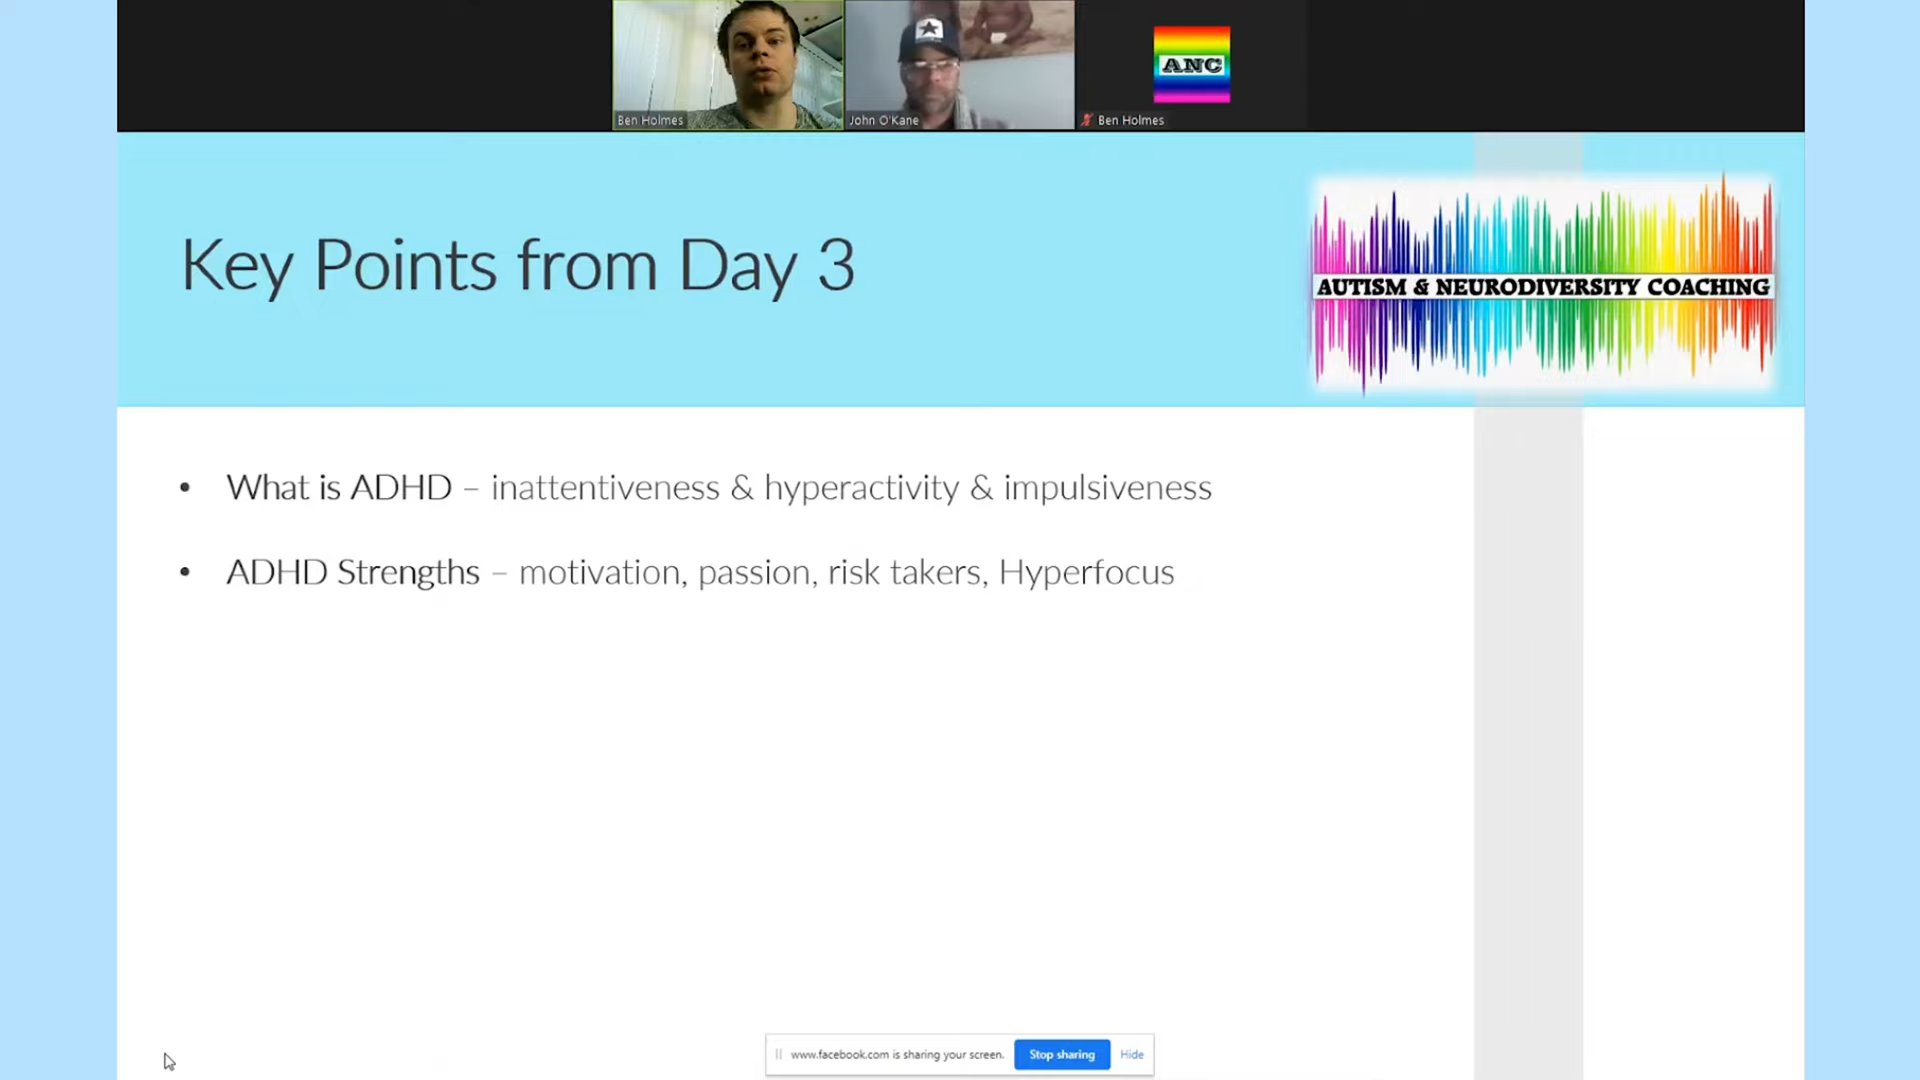 Ben Holmes
John O'Kane
ANC
Ben Holmes
Key Points from Day 3
AUTISM & NEURODIVERSITY COACHING
• What is ADHD – inattentiveness & hyperactivity & impulsiveness
• ADHD Strengths – motivation, passion, risk takers, Hyperfocus
www.facebook.com is sharing your screen.
Stop sharing
Hide